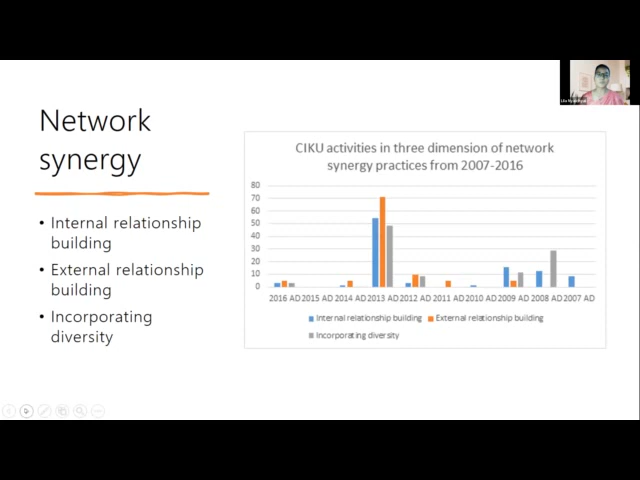 Network
synergy
• Internal relationship
building
• External relationship
building
• Incorporating
diversity
CIKU activities in three dimension of network
synergy practices from 2007-2016
80
70
60
50
40
30
20
10
0
2016 AD 2015 AD 2014 AD 2013 AD 2012 AD 2011 AD 2010 AD 2009 AD 2008 AD 2007 AD
Internal relationship building External relationship building
Incorporating diversity